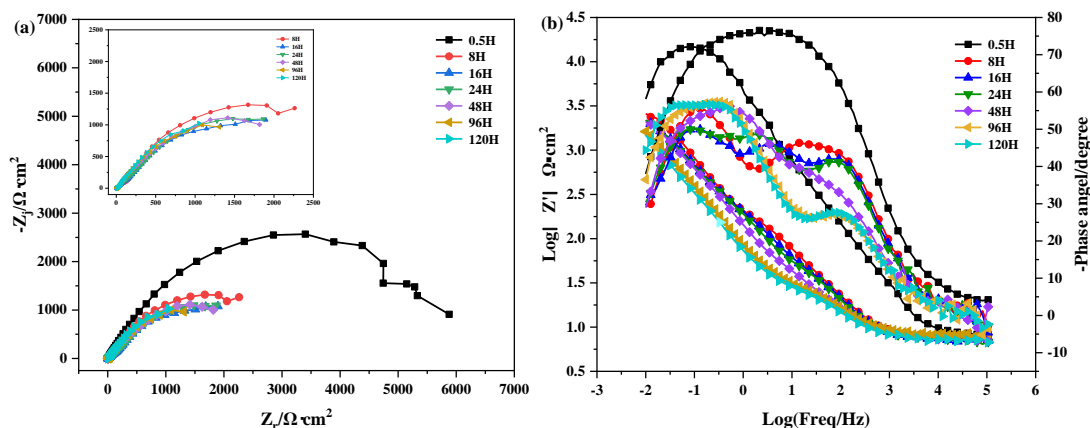 (a)
7000
6000
5000
4000
3000
2000
1000
0
-Zj/Ω·cm²
0
1000
2000
3000
4000
5000
6000
7000
Zr/Ω·cm²
2500
2000
1500
1000
500
0
0
500
1000
1500
2000
2500
8H
16H
24H
48H
96H
120H
0.5H
8H
16H
24H
48H
96H
120H
(b)
4.5
4.0
3.5
3.0
2.5
2.0
1.5
1.0
0.5
Log| Z'| Ω•cm²
-3
-2
-1
0
1
2
3
4
5
6
Log(Freq/Hz)
80
70
60
50
40
30
20
10
0
-10
-Phase angel/degree
0.5H
8H
16H
24H
48H
96H
120H